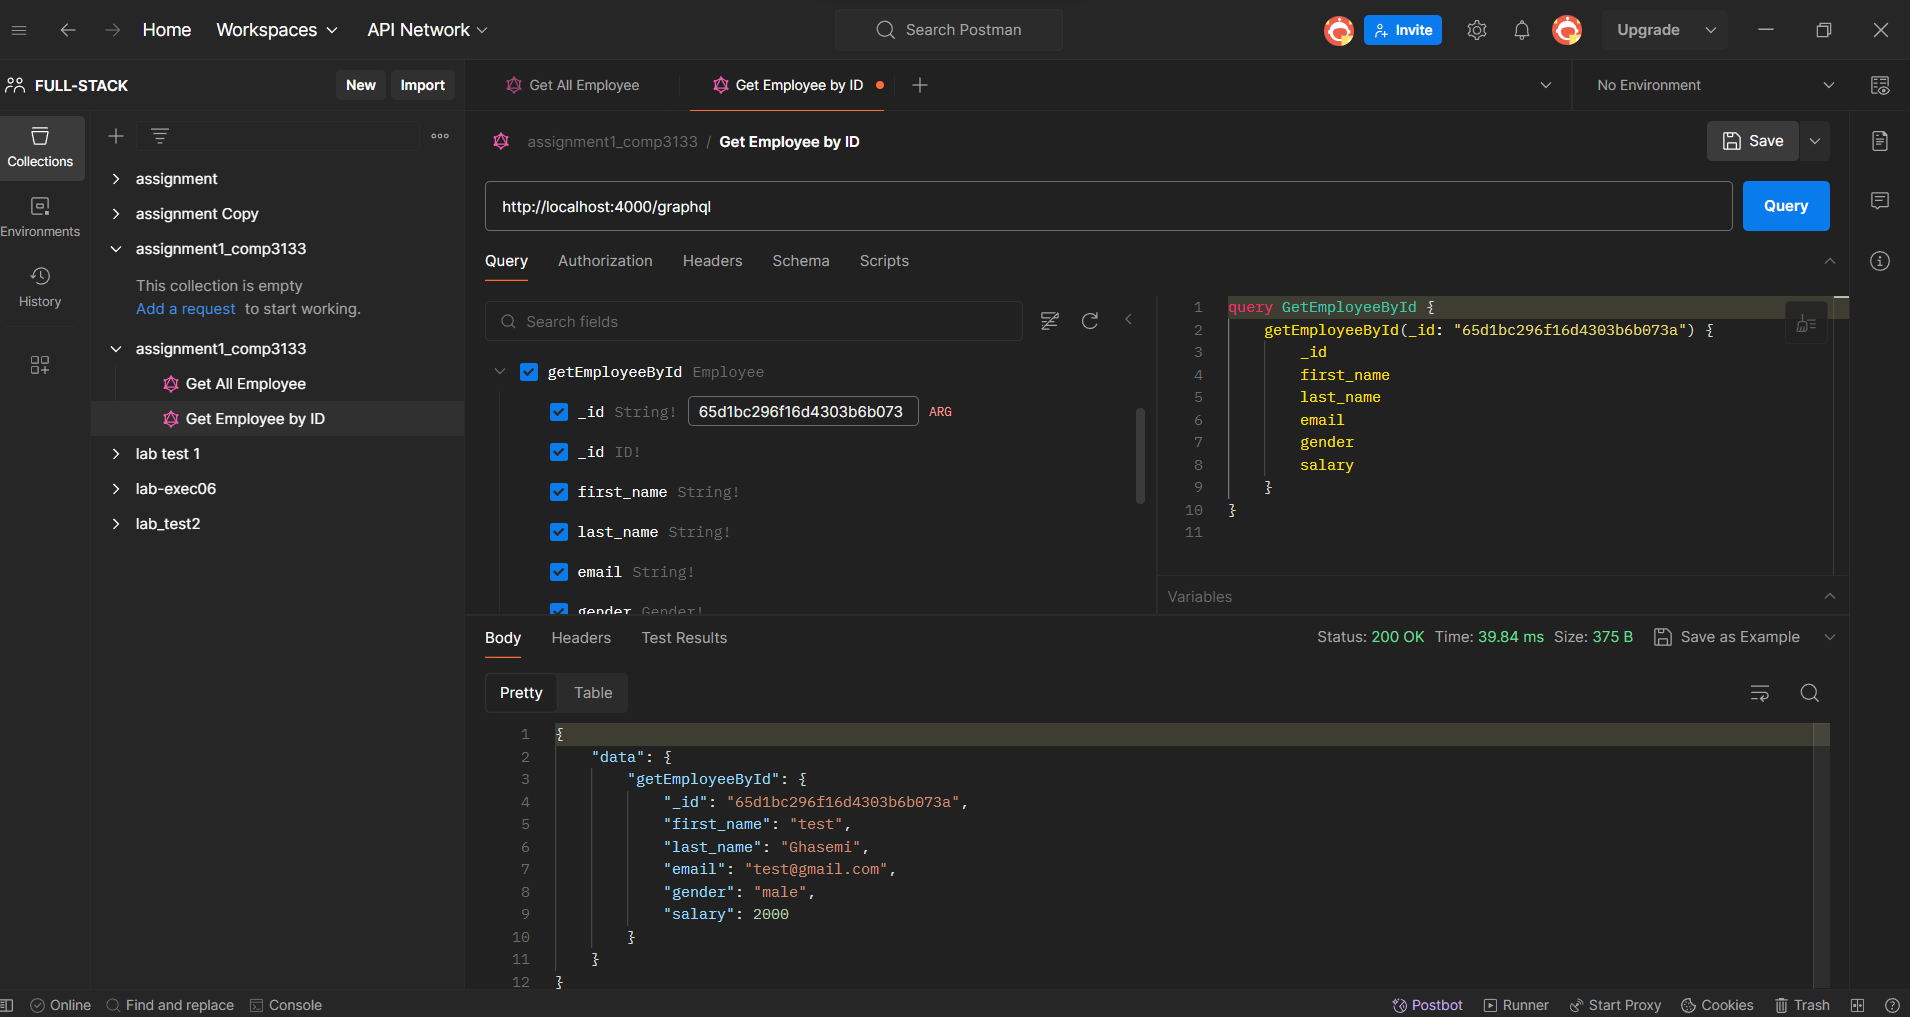 Home Workspaces API Network Search Postman Invite Upgrade
FULL-STACK New Import Get All Employee Get Employee by ID No Environment
assignment1_comp3133 / Get Employee by ID Save
Collections
Environments
History
assignment
assignment Copy
assignment1_comp3133
This collection is empty
Add a request to start working.
assignment1_comp3133
Get All Employee
Get Employee by ID
lab test 1
lab-exec06
lab_test2
http://localhost:4000/graphql Query
Query Authorization Headers Schema Scripts
Search fields
getEmployeeById Employee
_id String! 65d1bc296f16d4303b6b073 ARG
_id ID!
first_name String!
last_name String!
email String!
gender Gender!
1 query GetEmployeeById {
2 getEmployeeById(_id: "65d1bc296f16d4303b6b073a") {
3 _id
4 first_name
5 last_name
6 email
7 gender
8 salary
9 }
10 }
11
Variables
Body Headers Test Results Status: 200 OK Time: 39.84 ms Size: 375 B Save as Example
Pretty Table
1 {
2 "data": {
3 "getEmployeeById": {
4 "_id": "65d1bc296f16d4303b6b073a",
5 "first_name": "test",
6 "last_name": "Ghasemi",
7 "email": "test@gmail.com",
8 "gender": "male",
9 "salary": 2000
10 }
11 }
12 }
Online Find and replace Console Postbot Runner Start Proxy Cookies Trash